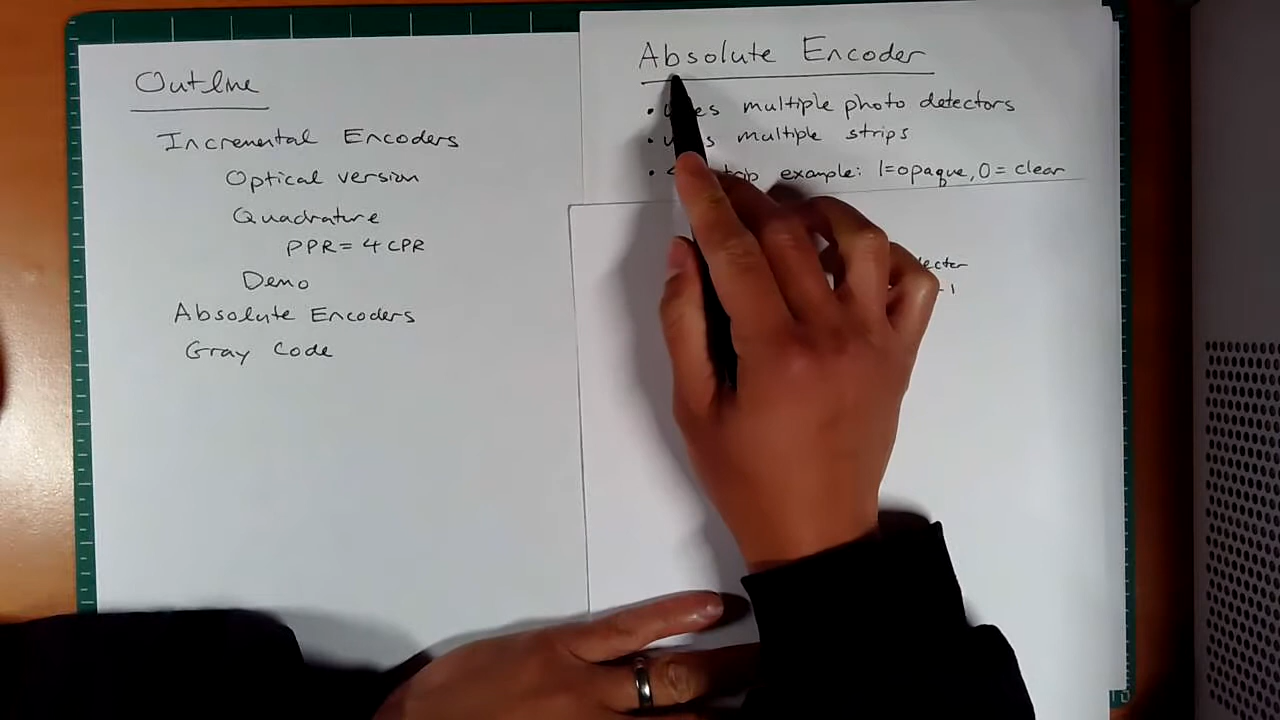 Outline
Incremental Encoders
Optical version
Quadrature
PPR = 4 CPR
Demo
Absolute Encoders
Gray Code
Absolute Encoder
• multiple photo detectors
• multiple strips
• example: 1=opaque, 0= clear